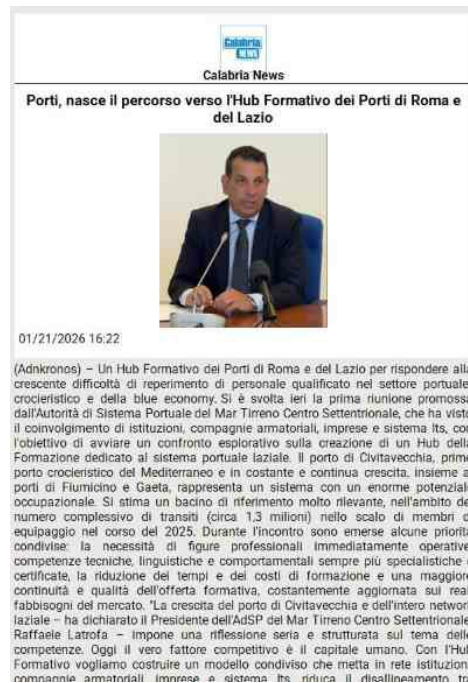 Calabria
NEWS
Calabria News
Porti, nasce il percorso verso l'Hub Formativo dei Porti di Roma e
del Lazio
01/21/2026 16:22
(Adnkronos) – Un Hub Formativo dei Porti di Roma e del Lazio per rispondere alla
crescente difficoltà di reperimento di personale qualificato nel settore portuale,
crocieristico e della blue economy. Si è svolta ieri la prima riunione promossa
dall'Autorità di Sistema Portuale del Mar Tirreno Centro Settentrionale, che ha visto
il coinvolgimento di istituzioni, compagnie armatoriali, imprese e sistema Its, con
l'obiettivo di avviare un confronto esplorativo sulla creazione di un Hub della
Formazione dedicato al sistema portuale laziale. Il porto di Civitavecchia, primo
porto crocieristico del Mediterraneo e in costante e continua crescita, insieme ai
porti di Fiumicino e Gaeta, rappresenta un sistema con un enorme potenziale
occupazionale. Si stima un bacino di riferimento molto rilevante, nell'ambito del
numero complessivo di transiti (circa 1,3 milioni) nello scalo di membri di
equipaggio nel corso del 2025. Durante l'incontro sono emerse alcune priorità
condivise: la necessità di figure professionali immediatamente operative,
competenze tecniche, linguistiche e comportamentali sempre più specialistiche e
certificate, la riduzione dei tempi e dei costi di formazione e una maggiore
continuità e qualità dell'offerta formativa, costantemente aggiornata sui reali
fabbisogni del mercato. "La crescita del porto di Civitavecchia e dell'intero network
laziale – ha dichiarato il Presidente dell'AdSP del Mar Tirreno Centro Settentrionale,
Raffaele Latrofa – impone una riflessione seria e strutturata sul tema delle
competenze. Oggi il vero fattore competitivo è il capitale umano. Con l'Hub
Formativo vogliamo costruire un modello condiviso che metta in rete istituzioni,
compagnie armatoriali, imprese e sistema Its, riduca il disallineamento tra